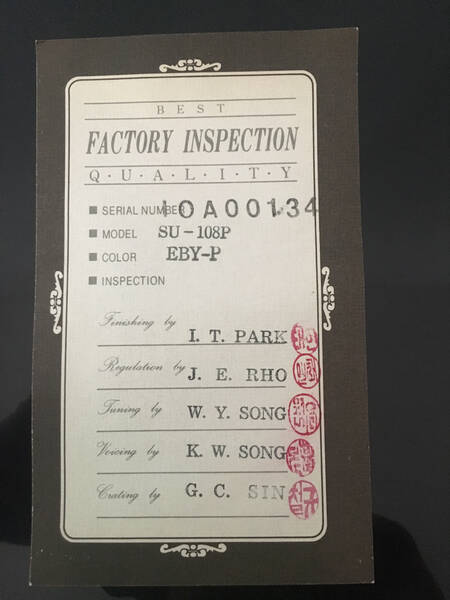 BEST
FACTORY INSPECTION
Q·U·A·L·I·T·Y
■ SERIAL NUMBER 10A00134
■ MODEL SU-108P
■ COLOR EBY-P
■ INSPECTION
Finishing by I. T. PARK
Regulation by J. E. RHO
Tuning by W. Y. SONG
Voicing by K. W. SONG
Crating by G. C. SIN